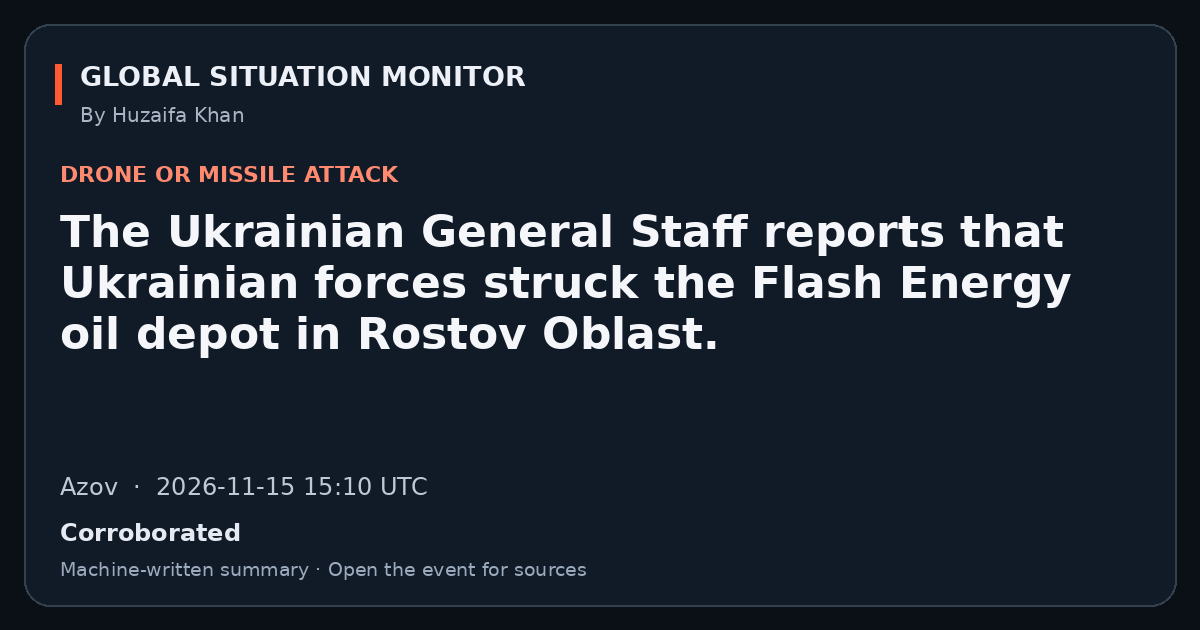 GLOBAL SITUATION MONITOR
By Huzaifa Khan
DRONE OR MISSILE ATTACK
The Ukrainian General Staff reports that
Ukrainian forces struck the Flash Energy
oil depot in Rostov Oblast.
Azov · 2026-11-15 15:10 UTC
Corroborated
Machine-written summary · Open the event for sources